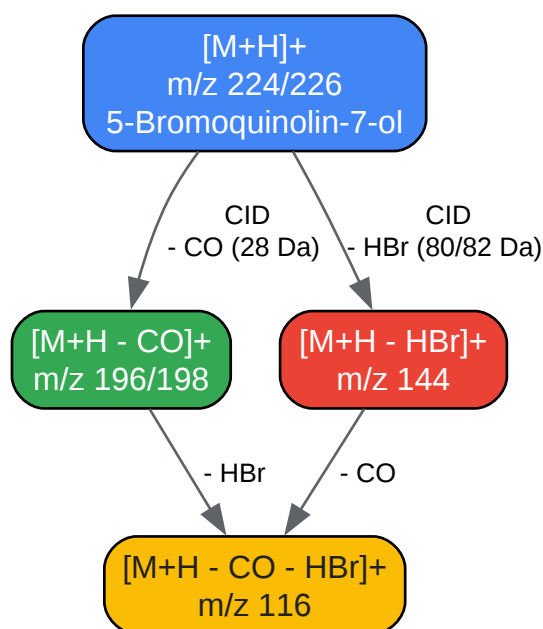 [M+H]+
m/z 224/226
5-Bromoquinolin-7-ol
CID
- CO (28 Da)
CID
- HBr (80/82 Da)
[M+H - CO]+
m/z 196/198
[M+H - HBr]+
m/z 144
- HBr
- CO
[M+H - CO - HBr]+
m/z 116